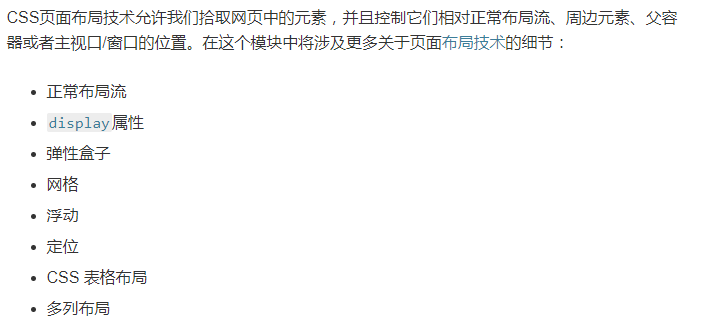 CSS页面布局技术允许我们拾取网页中的元素，并且控制它们相对正常布局流、周边元素、父容
器或者主视口/窗口的位置。在这个模块中将涉及更多关于页面布局技术的细节：
正常布局流
display属性
弹性盒子
网格
浮动
定位
CSS 表格布局
多列布局